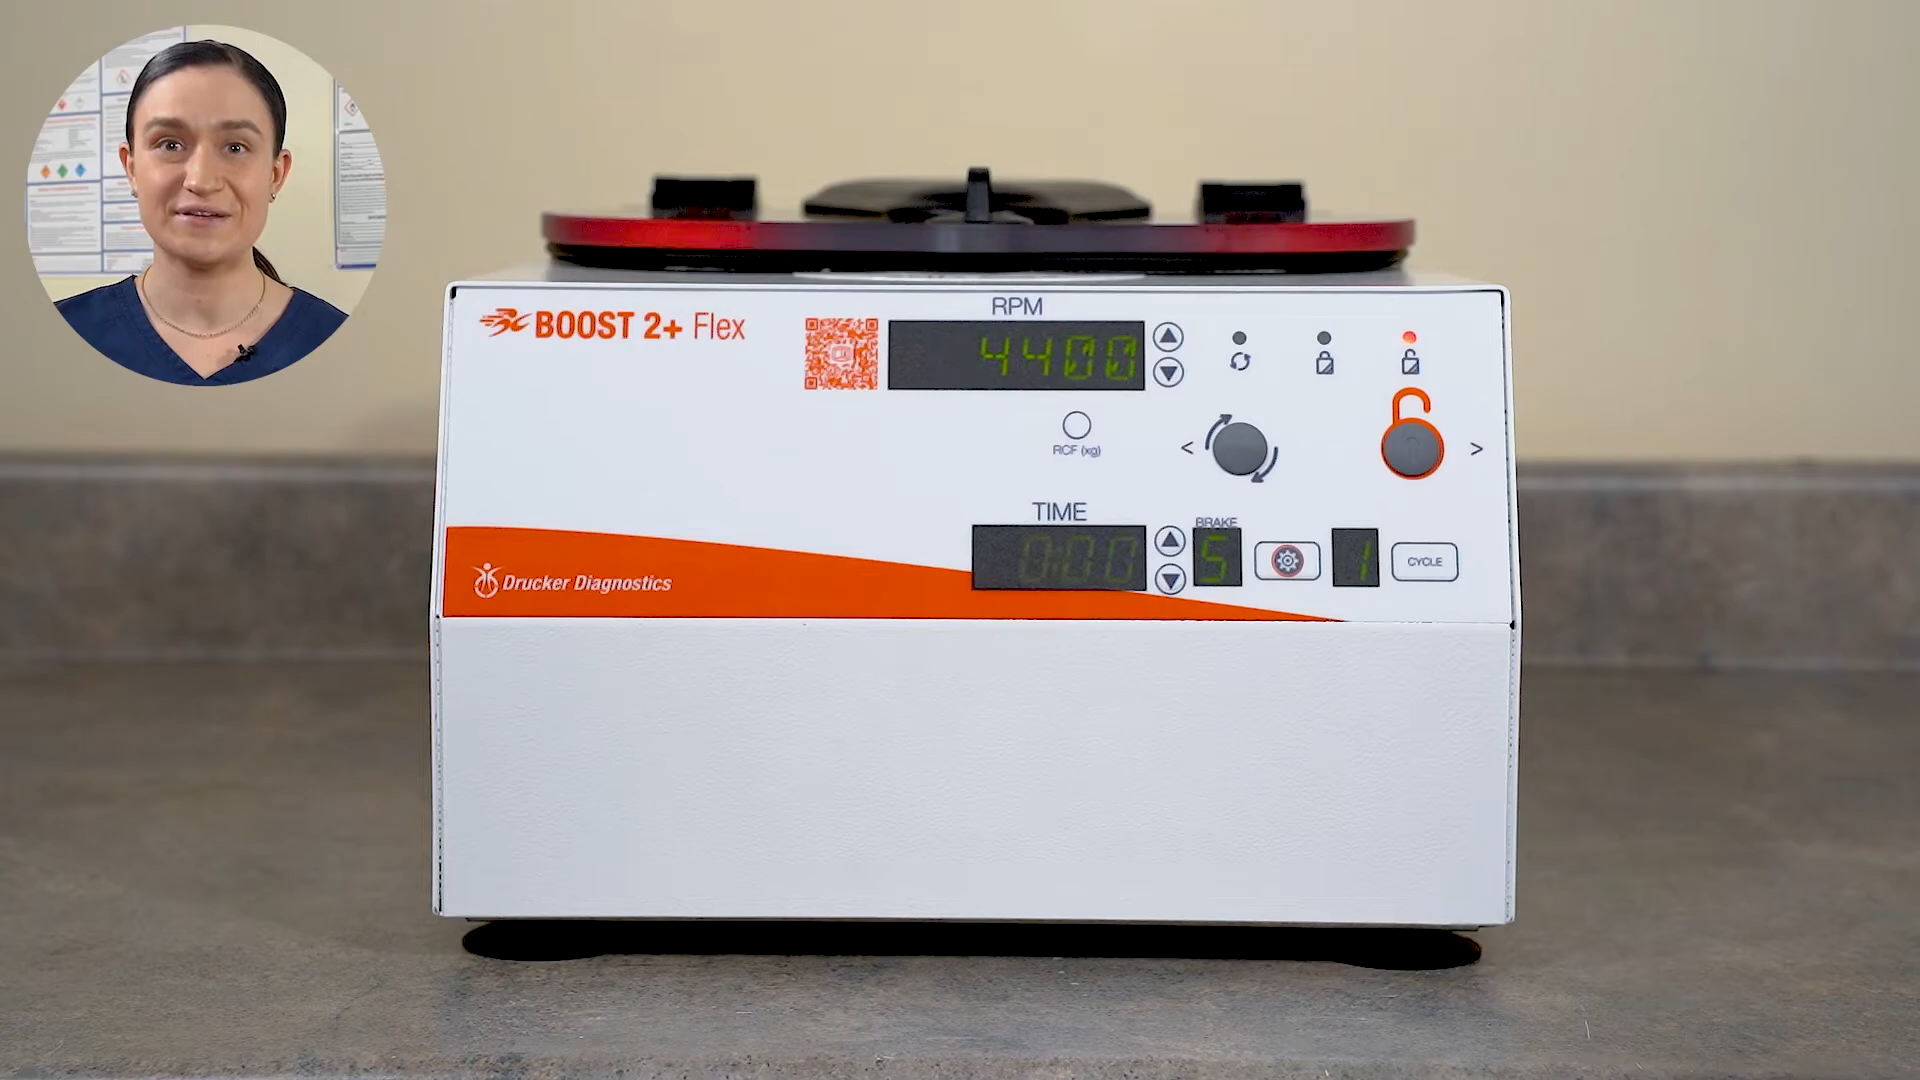 BOOST 2+ Flex
RPM
4400
RCF (xg)
< >
TIME
0:00
BRAKE
5
1
CYCLE
Drucker Diagnostics